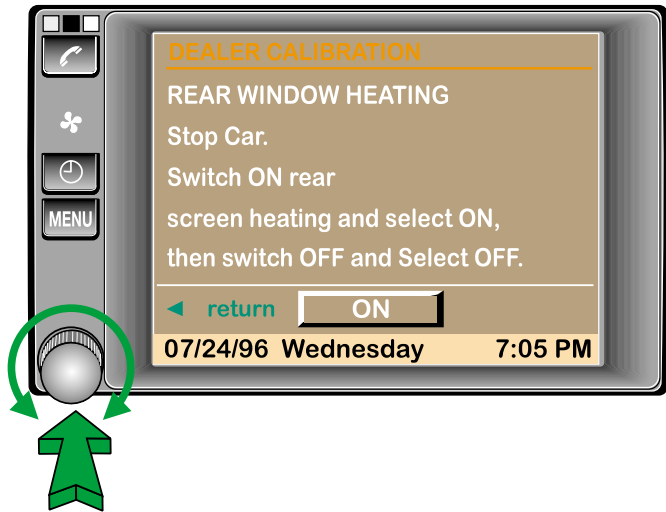 DEALER CALIBRATION
REAR WINDOW HEATING
Stop Car.
Switch ON rear
screen heating and select ON,
then switch OFF and Select OFF.
return ON
07/24/96 Wednesday 7:05 PM
MENU